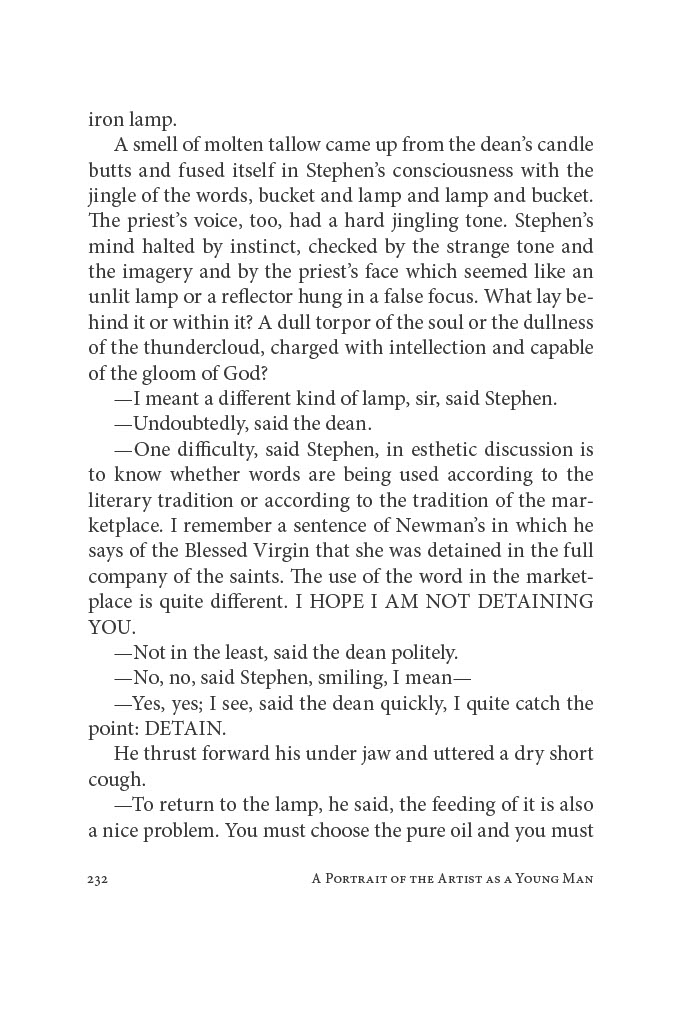 iron lamp.
A smell of molten tallow came up from the dean’s candle
butts and fused itself in Stephen’s consciousness with the
jingle of the words, bucket and lamp and lamp and bucket.
The priest’s voice, too, had a hard jingling tone. Stephen’s
mind halted by instinct, checked by the strange tone and
the imagery and by the priest’s face which seemed like an
unlit lamp or a reflector hung in a false focus. What lay be-
hind it or within it? A dull torpor of the soul or the dullness
of the thundercloud, charged with intellection and capable
of the gloom of God?
—I meant a different kind of lamp, sir, said Stephen.
—Undoubtedly, said the dean.
—One difficulty, said Stephen, in esthetic discussion is
to know whether words are being used according to the
literary tradition or according to the tradition of the mar-
ketplace. I remember a sentence of Newman’s in which he
says of the Blessed Virgin that she was detained in the full
company of the saints. The use of the word in the market-
place is quite different. I HOPE I AM NOT DETAINING
YOU.
—Not in the least, said the dean politely.
—No, no, said Stephen, smiling, I mean—
—Yes, yes; I see, said the dean quickly, I quite catch the
point: DETAIN.
He thrust forward his under jaw and uttered a dry short
cough.
—To return to the lamp, he said, the feeding of it is also
a nice problem. You must choose the pure oil and you must
232 A Portrait of the Artist as a Young Man